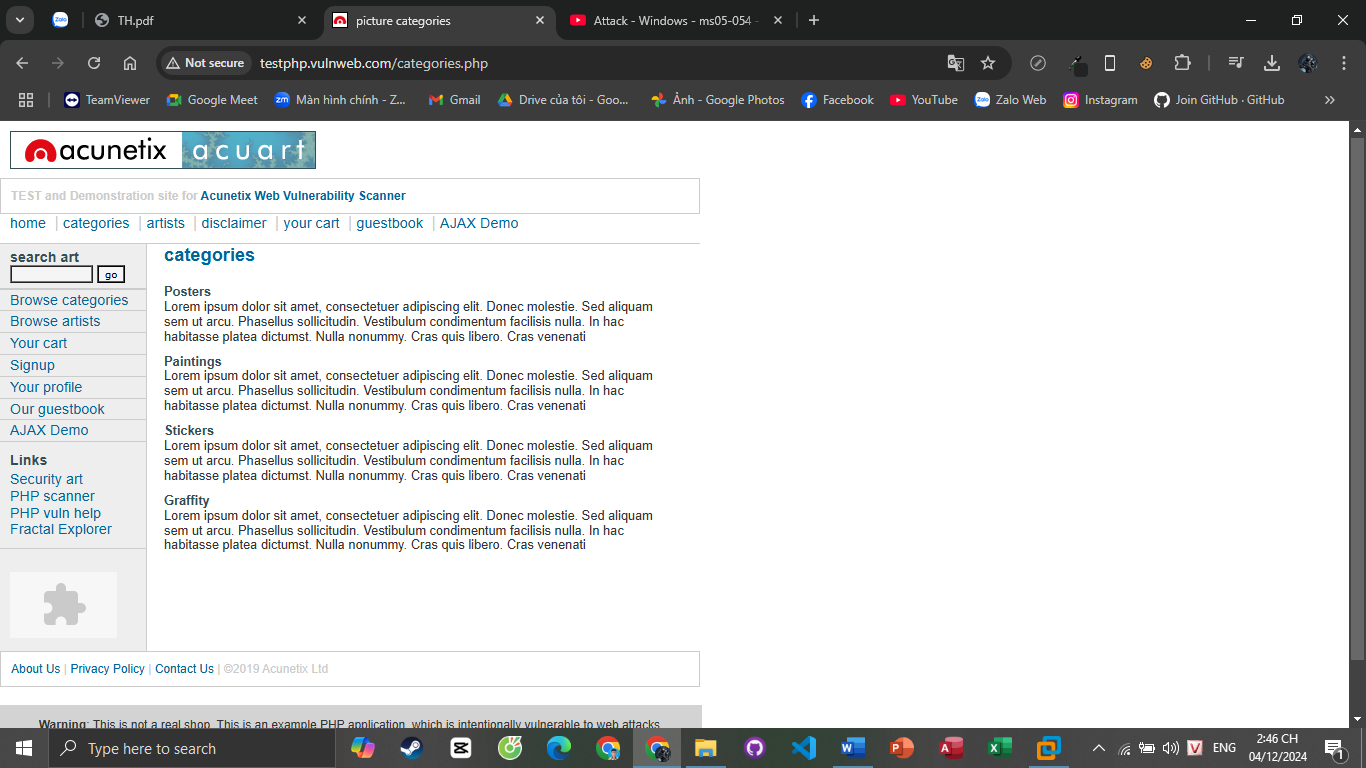 TH.pdf
picture categories
Attack - Windows - ms05-054 -
Not secure
testphp.vulnweb.com/categories.php
TeamViewer
Google Meet
Màn hình chính - Z...
Gmail
Drive của tôi - Goo...
Ảnh - Google Photos
Facebook
YouTube
Zalo Web
Instagram
Join GitHub · GitHub
acunetix acuart
TEST and Demonstration site for Acunetix Web Vulnerability Scanner
home | categories | artists | disclaimer | your cart | guestbook | AJAX Demo
search art
go
Browse categories
Browse artists
Your cart
Signup
Your profile
Our guestbook
AJAX Demo
Links
Security art
PHP scanner
PHP vuln help
Fractal Explorer
categories
Posters
Lorem ipsum dolor sit amet, consectetuer adipiscing elit. Donec molestie. Sed aliquam
sem ut arcu. Phasellus sollicitudin. Vestibulum condimentum facilisis nulla. In hac
habitasse platea dictumst. Nulla nonummy. Cras quis libero. Cras venenati
Paintings
Lorem ipsum dolor sit amet, consectetuer adipiscing elit. Donec molestie. Sed aliquam
sem ut arcu. Phasellus sollicitudin. Vestibulum condimentum facilisis nulla. In hac
habitasse platea dictumst. Nulla nonummy. Cras quis libero. Cras venenati
Stickers
Lorem ipsum dolor sit amet, consectetuer adipiscing elit. Donec molestie. Sed aliquam
sem ut arcu. Phasellus sollicitudin. Vestibulum condimentum facilisis nulla. In hac
habitasse platea dictumst. Nulla nonummy. Cras quis libero. Cras venenati
Graffity
Lorem ipsum dolor sit amet, consectetuer adipiscing elit. Donec molestie. Sed aliquam
sem ut arcu. Phasellus sollicitudin. Vestibulum condimentum facilisis nulla. In hac
habitasse platea dictumst. Nulla nonummy. Cras quis libero. Cras venenati
About Us | Privacy Policy | Contact Us | ©2019 Acunetix Ltd
Warning: This is not a real shop. This is an example PHP application, which is intentionally vulnerable to web attacks
Type here to search
ENG
2:46 CH
04/12/2024
1